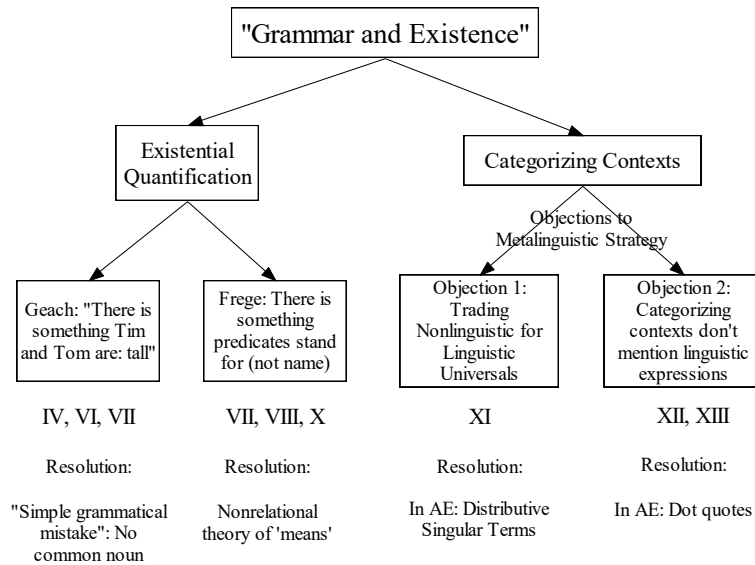 "Grammar and Existence"
Existential
Quantification
Categorizing Contexts
Objections to
Metalinguistic Strategy
Geach: "There is
something Tim
and Tom are: tall"
Frege: There is
something
predicates stand
for (not name)
Objection 1:
Trading
Nonlinguistic for
Linguistic
Universals
Objection 2:
Categorizing
contexts don't
mention linguistic
expressions
IV, VI, VII
VII, VIII, X
XI
XII, XIII
Resolution:
Resolution:
Resolution:
Resolution:
"Simple grammatical
mistake": No
common noun
Nonrelational
theory of 'means'
In AE: Distributive
Singular Terms
In AE: Dot quotes